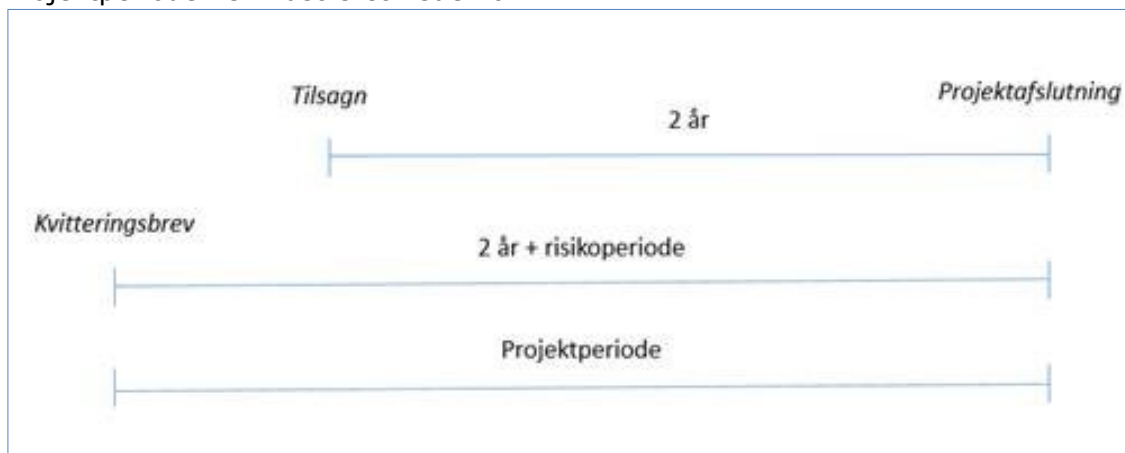 Tilsagn
Projektafslutning
2 år
Kvitteringsbrev
2 år + risikoperiode
Projektperiode